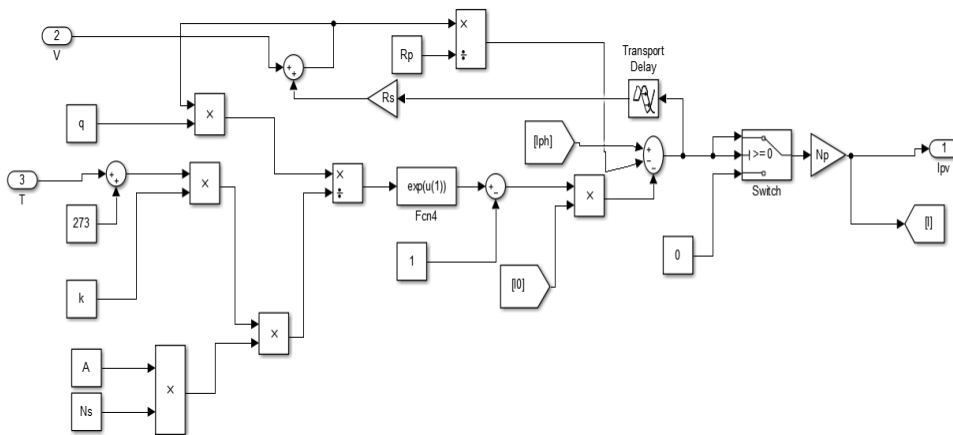 2
V
Rp
×
÷
Transport
Delay
+
+
Rs
q
×
[Iph]
+
−
−
>= 0
Switch
Np
1
Ipv
3
T
+
+
×
×
÷
exp(u(1))
Fcn4
+
−
×
273
1
[I0]
0
[I]
k
×
A
Ns
×